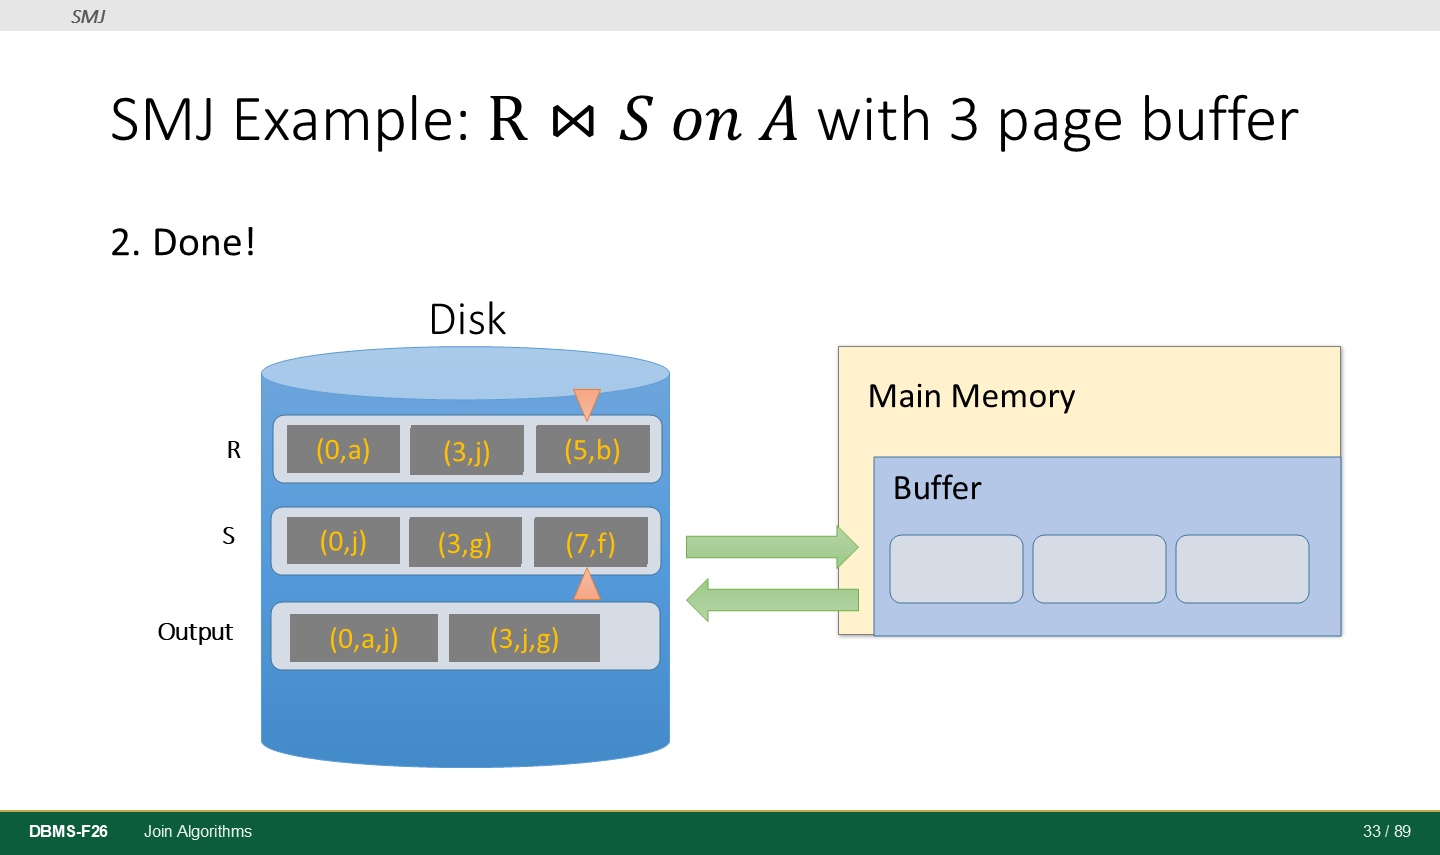 SMJ
SMJ Example: R ⋈ S on A with 3 page buffer
2. Done!
Disk
R
(0,a) (3,j) (5,b)
S
(0,j) (3,g) (7,f)
Output
(0,a,j) (3,j,g)
Main Memory
Buffer
DBMS-F26 Join Algorithms 33 / 89